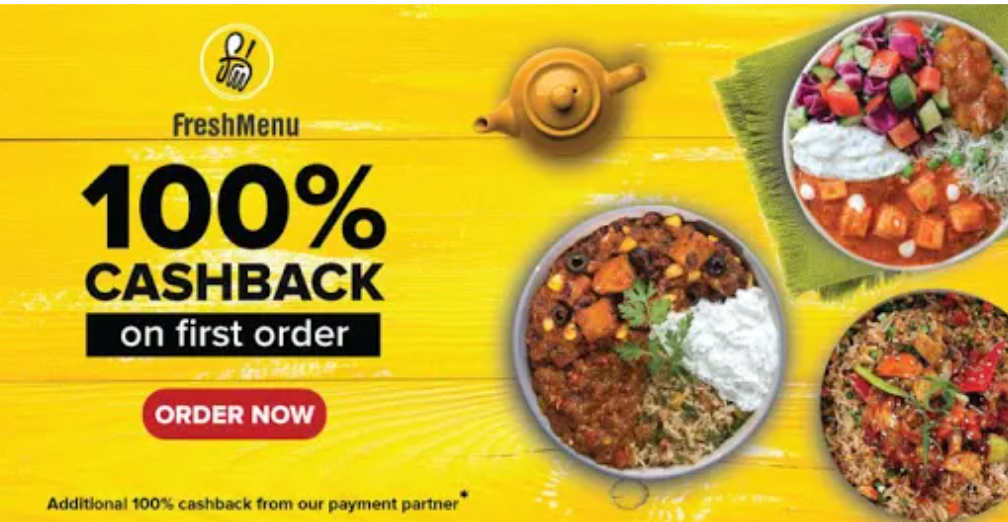 FreshMenu
100%
CASHBACK
on first order
ORDER NOW
Additional 100% cashback from our payment partner*